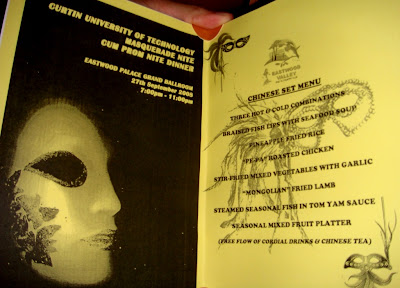 CURTIN UNIVERSITY OF TECHNOLOGY
MASQUERADE NITE
CUM PROM NITE DINNER
EASTWOOD PALACE GRAND BALLROOM
27th September 2005
7:00pm - 11:00pm
EASTWOOD
VALLEY
CHINESE SET MENU
THREE HOT & COLD COMBINATIONS
BRAISED FISH LIPS WITH SEAFOOD SOUP
PINEAPPLE FRIED RICE
"PE-PA" ROASTED CHICKEN
STIR-FRIED MIXED VEGETABLES WITH GARLIC
"MONGOLIAN" FRIED LAMB
STEAMED SEASONAL FISH IN TOM YAM SAUCE
SEASONAL MIXED FRUIT PLATTER
(FREE FLOW OF CORDIAL DRINKS & CHINESE TEA)